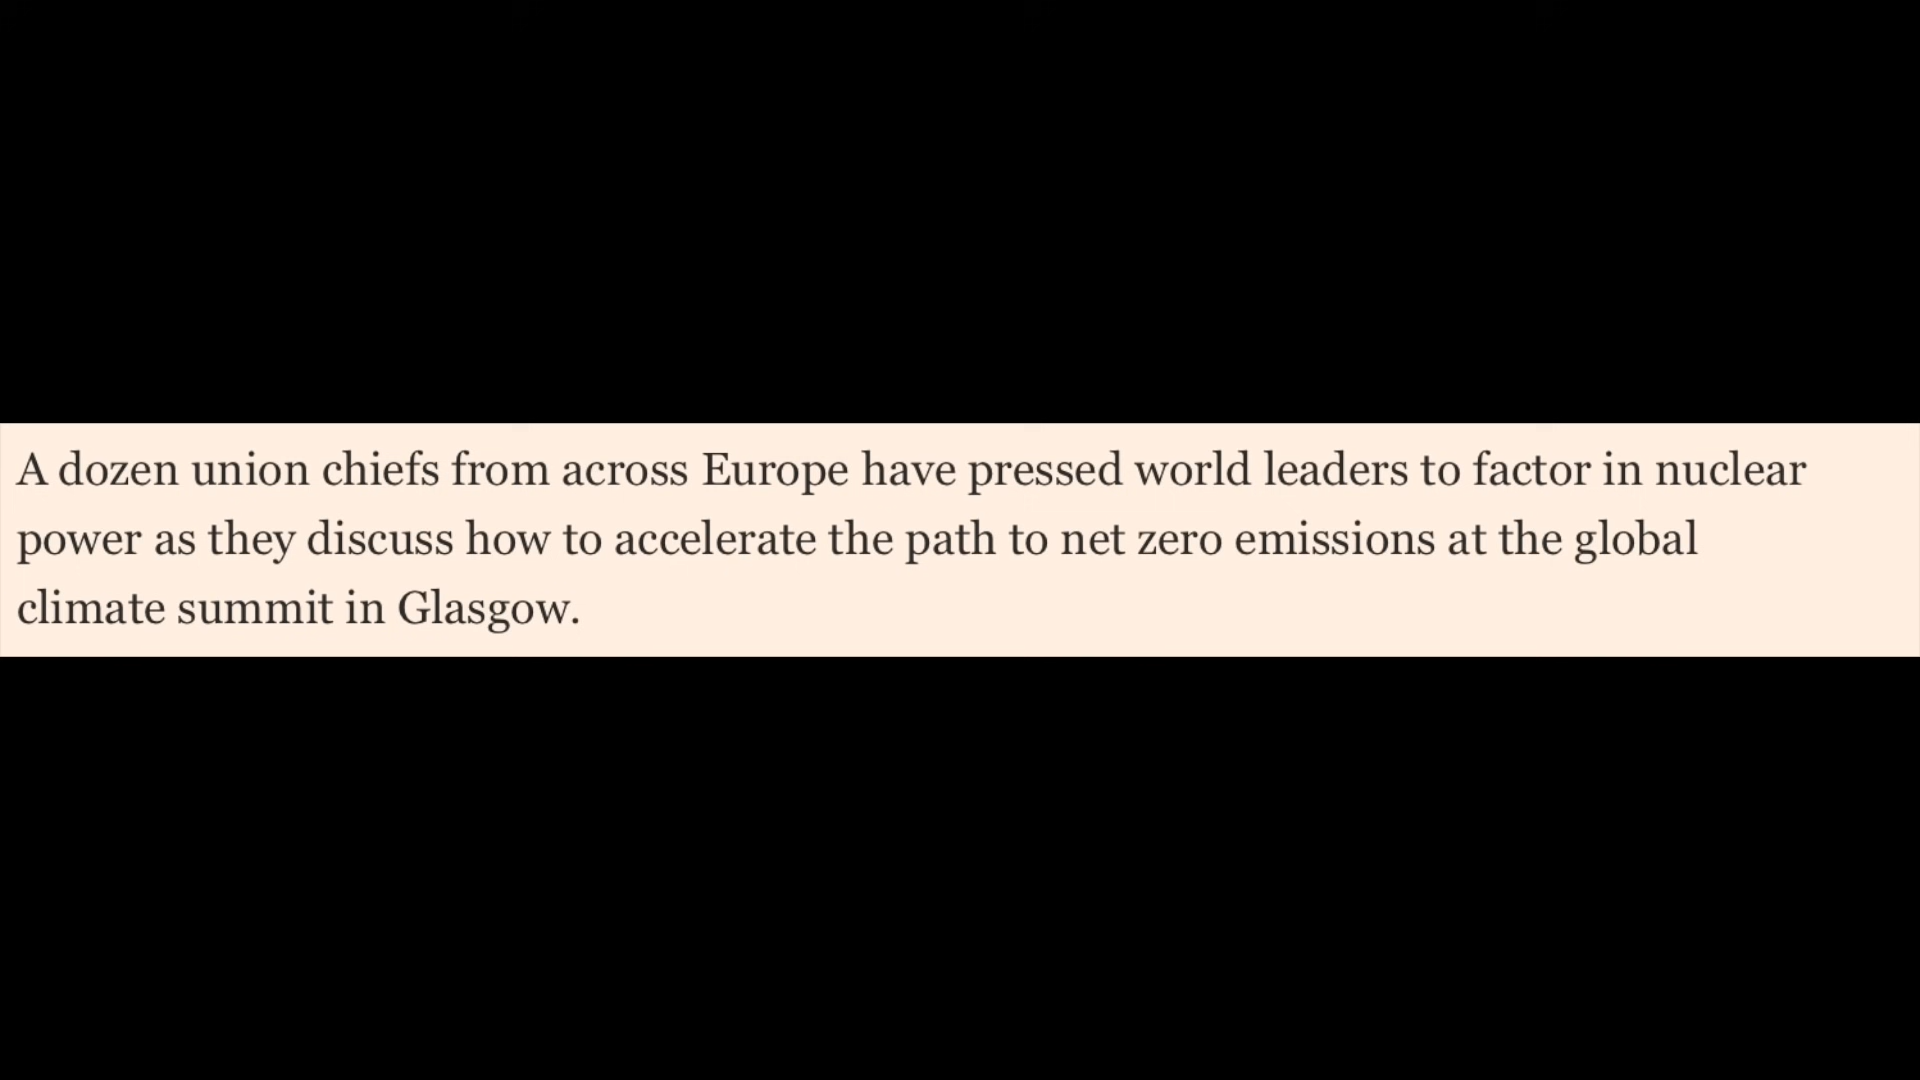 A dozen union chiefs from across Europe have pressed world leaders to factor in nuclear
power as they discuss how to accelerate the path to net zero emissions at the global
climate summit in Glasgow.